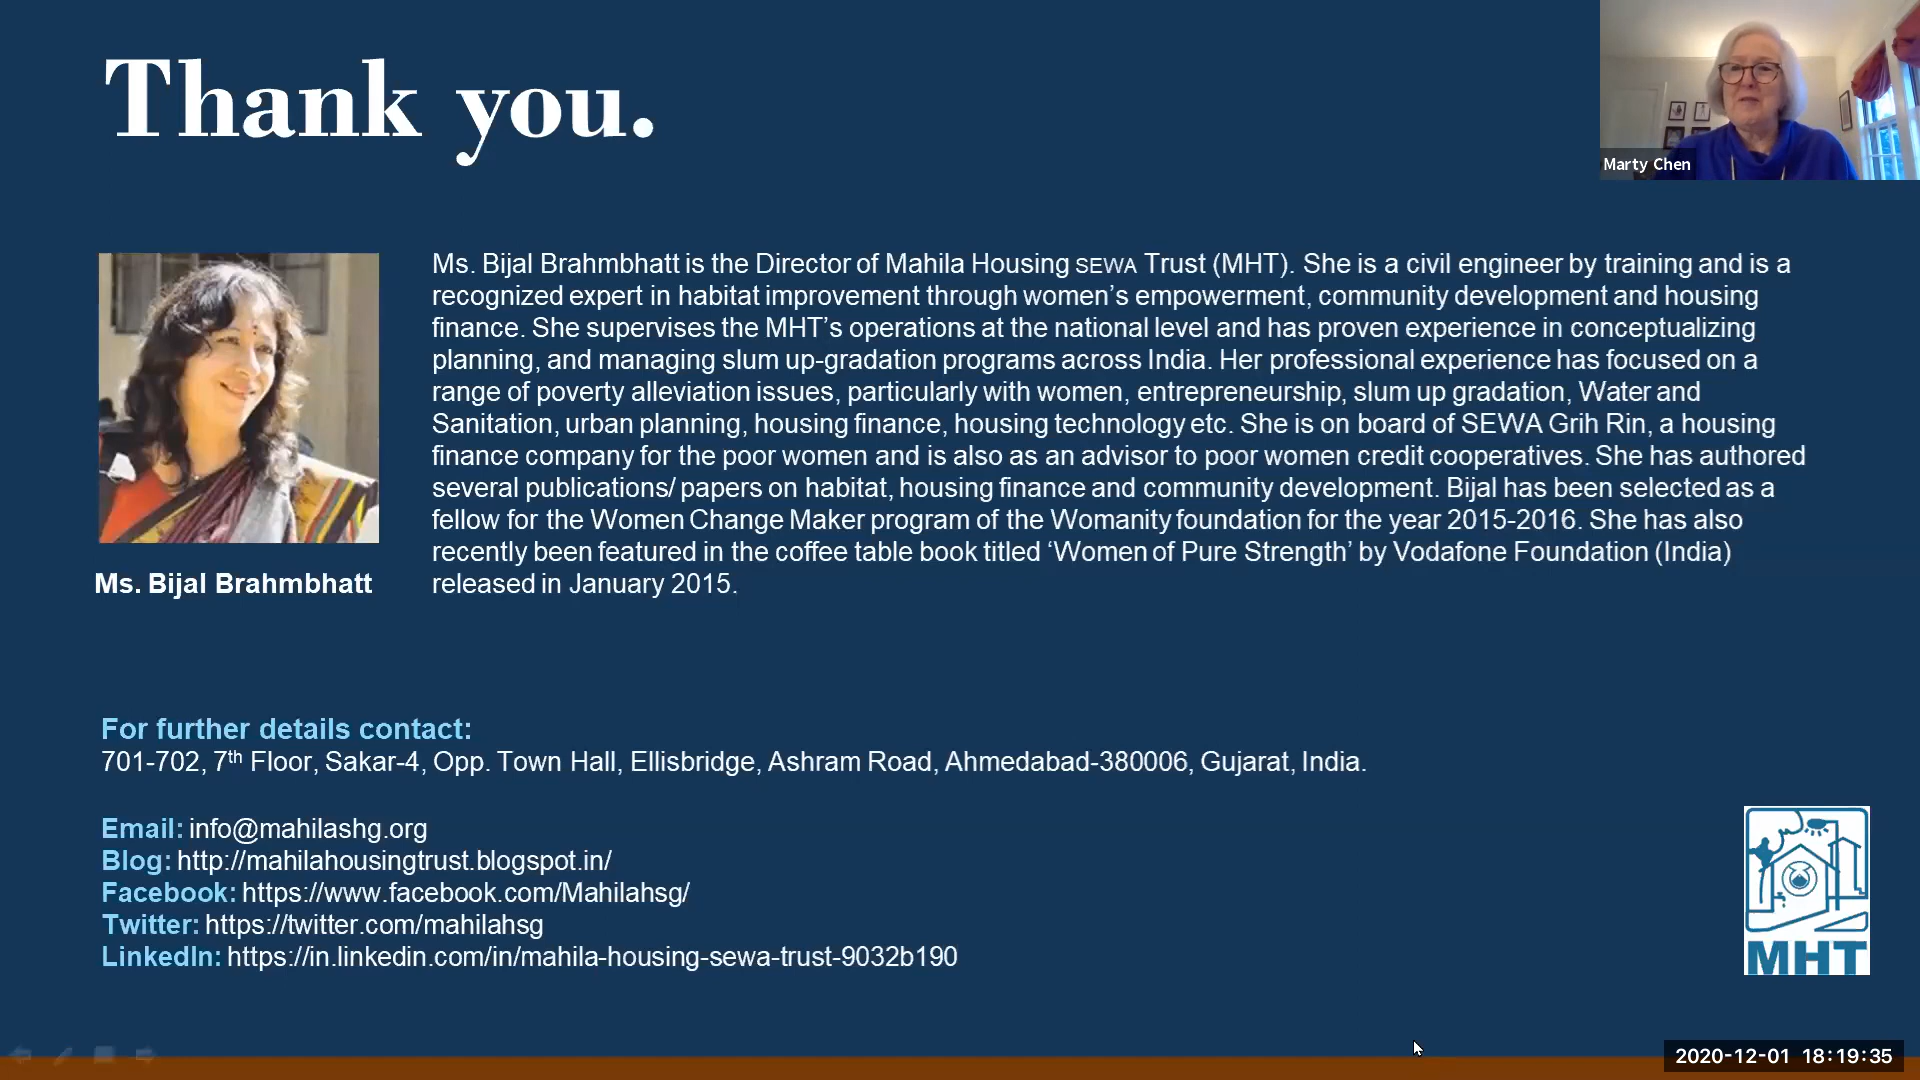 Thank you.
Marty Chen
Ms. Bijal Brahmbhatt is the Director of Mahila Housing SEWA Trust (MHT). She is a civil engineer by training and is a
recognized expert in habitat improvement through women’s empowerment, community development and housing
finance. She supervises the MHT’s operations at the national level and has proven experience in conceptualizing
planning, and managing slum up-gradation programs across India. Her professional experience has focused on a
range of poverty alleviation issues, particularly with women, entrepreneurship, slum up gradation, Water and
Sanitation, urban planning, housing finance, housing technology etc. She is on board of SEWA Grih Rin, a housing
finance company for the poor women and is also as an advisor to poor women credit cooperatives. She has authored
several publications/ papers on habitat, housing finance and community development. Bijal has been selected as a
fellow for the Women Change Maker program of the Womanity foundation for the year 2015-2016. She has also
recently been featured in the coffee table book titled ‘Women of Pure Strength’ by Vodafone Foundation (India)
released in January 2015.
Ms. Bijal Brahmbhatt
For further details contact:
701-702, 7th Floor, Sakar-4, Opp. Town Hall, Ellisbridge, Ashram Road, Ahmedabad-380006, Gujarat, India.
Email: info@mahilashg.org
Blog: http://mahilahousingtrust.blogspot.in/
Facebook: https://www.facebook.com/Mahilahsg/
Twitter: https://twitter.com/mahilahsg
LinkedIn: https://in.linkedin.com/in/mahila-housing-sewa-trust-9032b190
MHT
2020-12-01 18:19:35